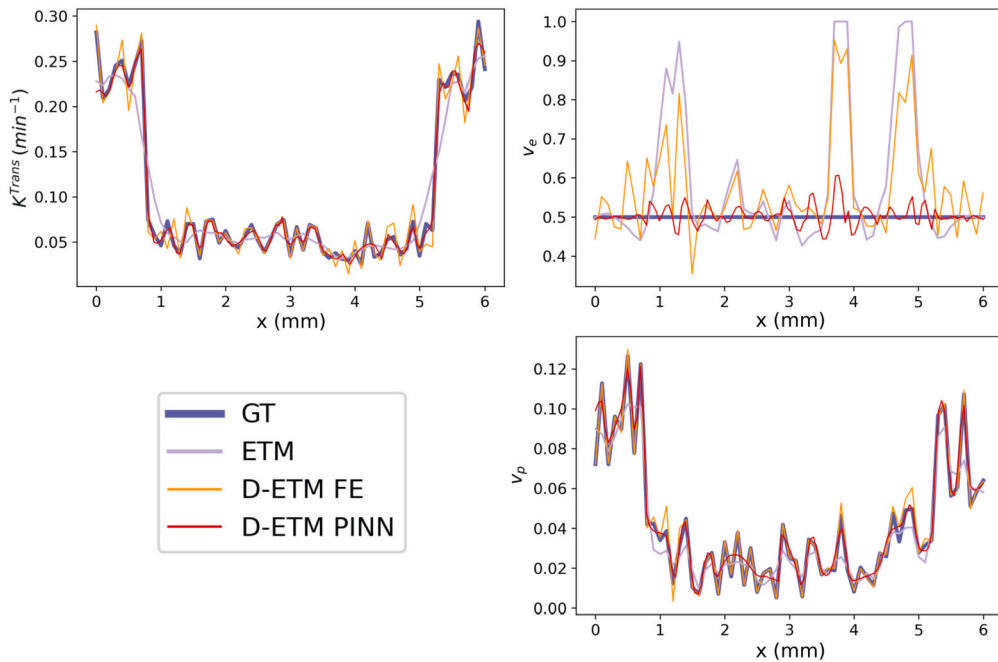 0.30
0.25
0.20
0.15
0.10
0.05
K^Trans (min⁻¹)
0 1 2 3 4 5 6
x (mm)
1.0
0.9
0.8
0.7
0.6
0.5
0.4
v_e
0 1 2 3 4 5 6
x (mm)
GT
ETM
D-ETM FE
D-ETM PINN
0.12
0.10
0.08
0.06
0.04
0.02
0.00
v_p
0 1 2 3 4 5 6
x (mm)